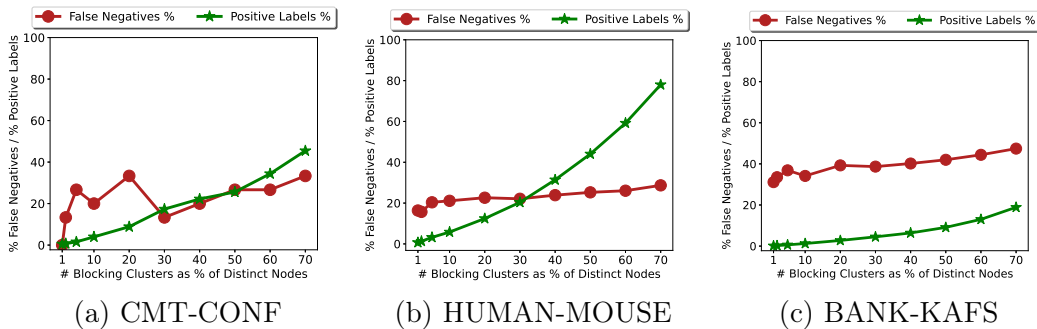 False Negatives %
Positive Labels %
% False Negatives / % Positive Labels
100
80
60
40
20
0
1
10
20
30
40
50
60
70
# Blocking Clusters as % of Distinct Nodes
(a) CMT-CONF
False Negatives %
Positive Labels %
% False Negatives / % Positive Labels
100
80
60
40
20
0
1
10
20
30
40
50
60
70
# Blocking Clusters as % of Distinct Nodes
(b) HUMAN-MOUSE
False Negatives %
Positive Labels %
% False Negatives / % Positive Labels
100
80
60
40
20
0
1
10
20
30
40
50
60
70
# Blocking Clusters as % of Distinct Nodes
(c) BANK-KAFS